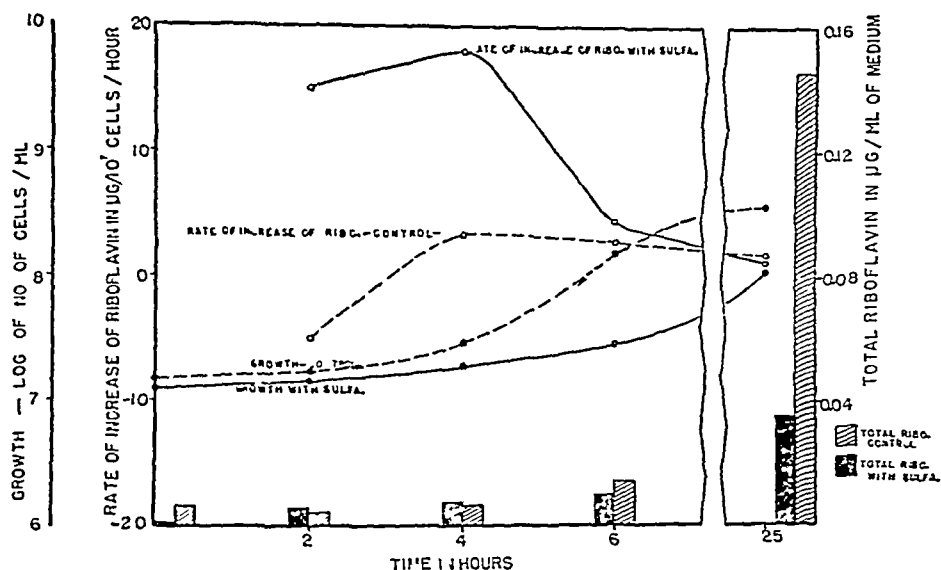 GROWTH — LOG OF NO OF CELLS / ML
10
9
8
7
6
RATE OF INCREASE OF RIBOFLAVIN IN µG/10⁷ CELLS / HOUR
20
10
0
-10
-20
ATE OF INCREASE OF RIBO. WITH SULFA.
RATE OF INCREASE OF RIBO.—CONTROL—
GROWTH—
GROWTH WITH SULFA.
2
4
6
25
TIME IN HOURS
0.16
0.12
0.08
0.04
TOTAL RIBOFLAVIN IN µG / ML OF MEDIUM
TOTAL RIBO.
CONTROL
TOTAL RIBO.
WITH SULFA.